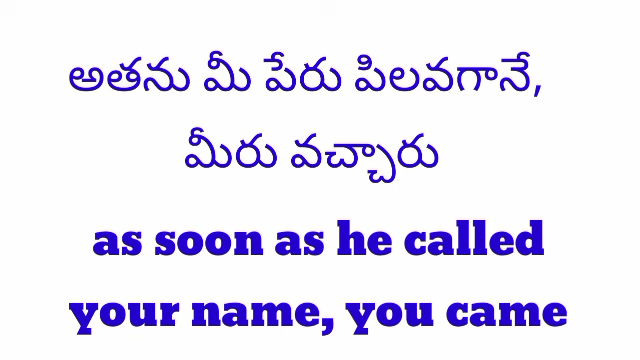 అతను మీ పేరు పిలవగానే,
మీరు వచ్చారు
as soon as he called
your name, you came